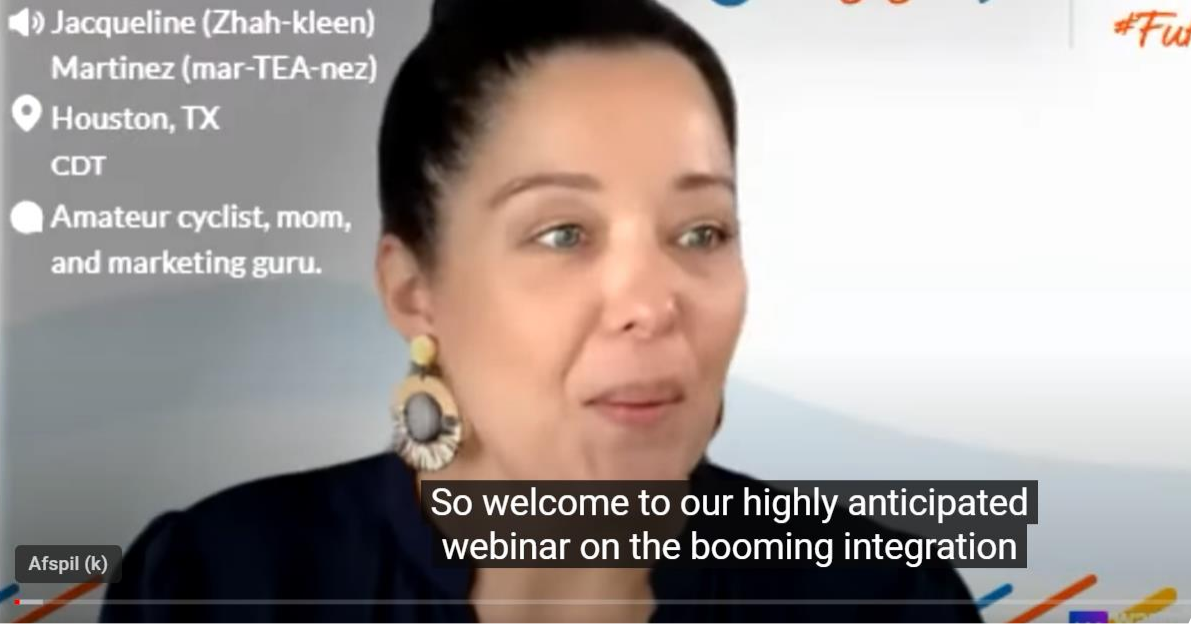 Jacqueline (Zhah-kleen)
Martinez (mar-TEA-nez)
Houston, TX
CDT
Amateur cyclist, mom,
and marketing guru.
So welcome to our highly anticipated
webinar on the booming integration
Afspil (k)